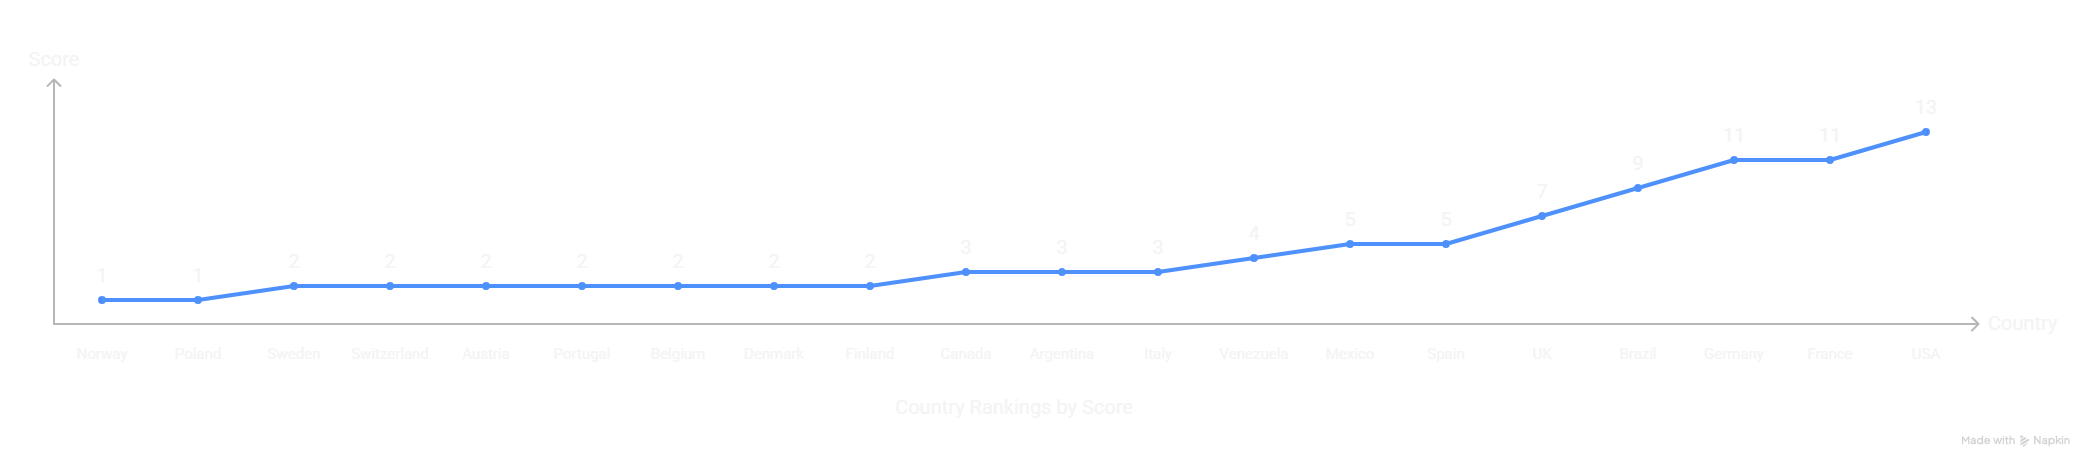 Score
13
11 11
9
7
5 5
4
3 3 3
2 2 2 2 2 2 2
1 1
Country
Norway Poland Sweden Switzerland Austria Portugal Belgium Denmark Finland Canada Argentina Italy Venezuela Mexico Spain UK Brazil Germany France USA
Country Rankings by Score
Made with Napkin